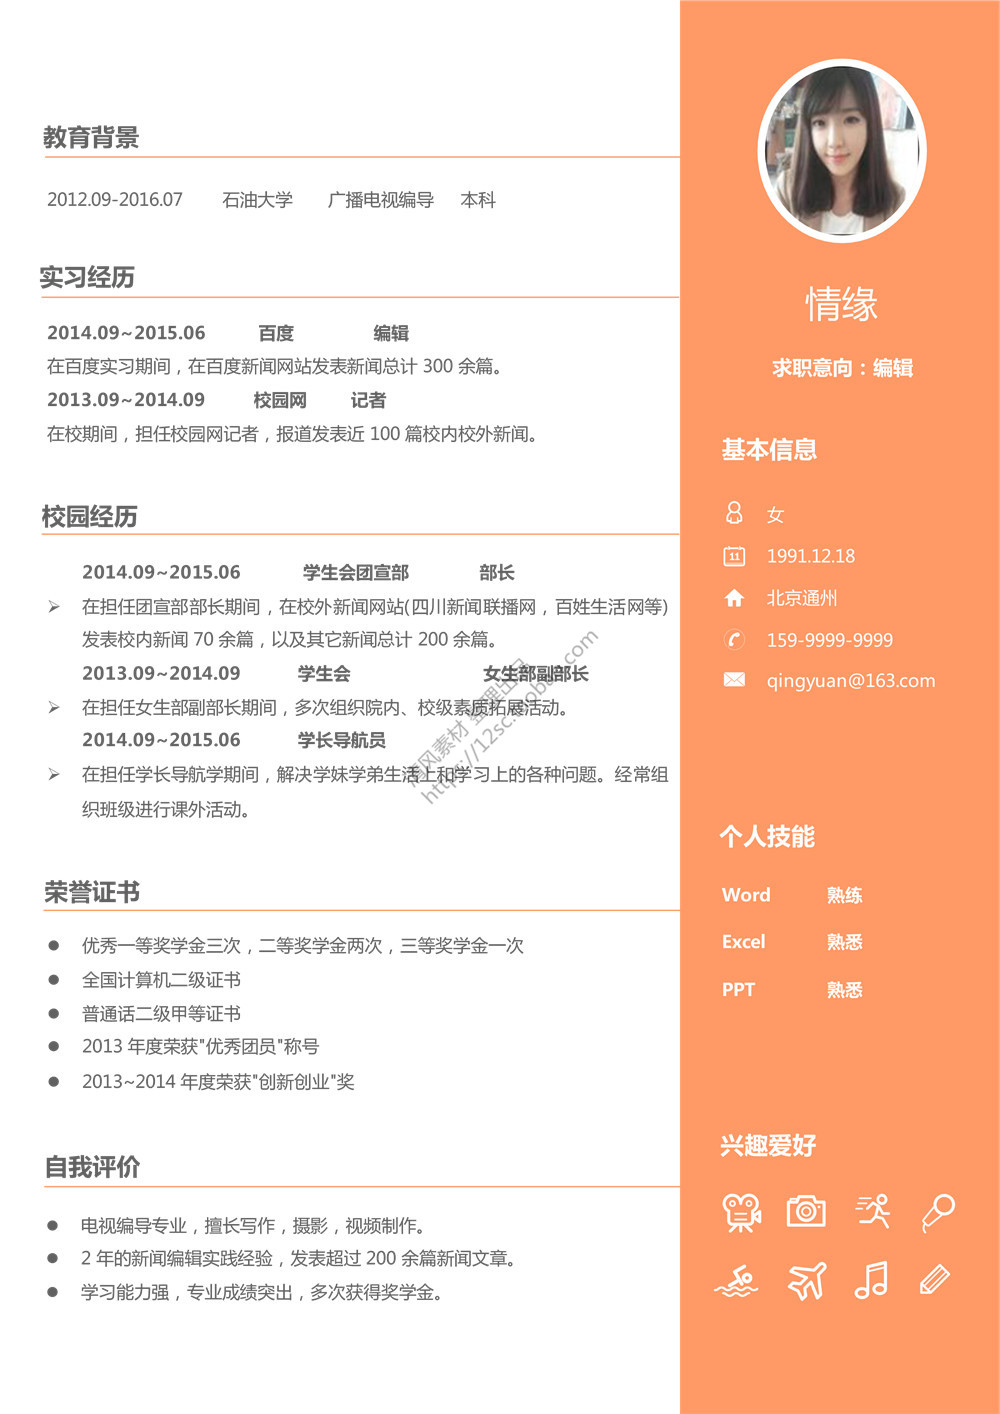 教育背景
2012.09-2016.07 石油大学 广播电视编导 本科
实习经历
2014.09~2015.06 百度 编辑
在百度实习期间，在百度新闻网站发表新闻总计 300 余篇。
2013.09~2014.09 校园网 记者
在校期间，担任校园网记者，报道发表近 100 篇校内校外新闻。
校园经历
2014.09~2015.06 学生会团宣部 部长
➢ 在担任团宣部部长期间，在校外新闻网站(四川新闻联播网，百姓生活网等)
发表校内新闻 70 余篇，以及其它新闻总计 200 余篇。
2013.09~2014.09 学生会 女生部副部长
➢ 在担任女生部副部长期间，多次组织院内、校级素质拓展活动。
2014.09~2015.06 学长导航员
➢ 在担任学长导航学期间，解决学妹学弟生活上和学习上的各种问题。经常组
织班级进行课外活动。
荣誉证书
● 优秀一等奖学金三次，二等奖学金两次，三等奖学金一次
● 全国计算机二级证书
● 普通话二级甲等证书
● 2013 年度荣获"优秀团员"称号
● 2013~2014 年度荣获"创新创业"奖
自我评价
● 电视编导专业，擅长写作，摄影，视频制作。
● 2 年的新闻编辑实践经验，发表超过 200 余篇新闻文章。
● 学习能力强，专业成绩突出，多次获得奖学金。
情缘
求职意向：编辑
基本信息
女
11 1991.12.18
北京通州
159-9999-9999
qingyuan@163.com
个人技能
Word 熟练
Excel 熟悉
PPT 熟悉
兴趣爱好
清风素材 整理出品
https://12sc.taobao.com